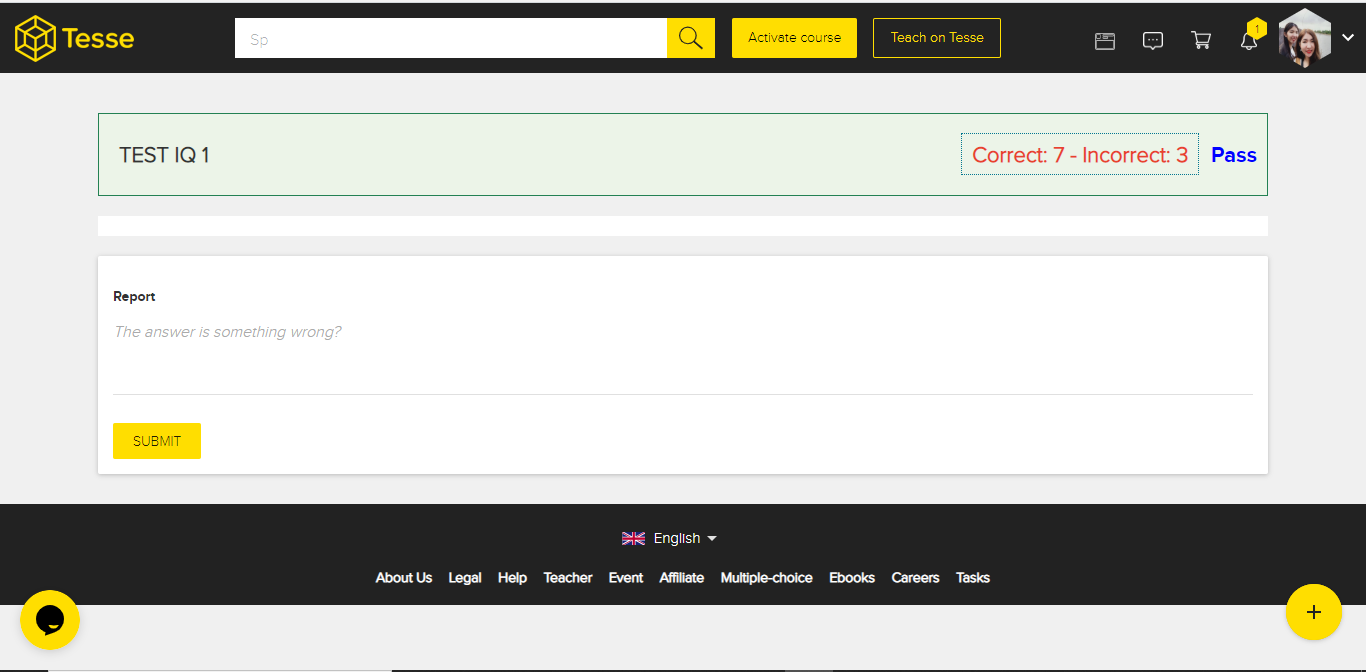 Tesse
Sp
Activate course
Teach on Tesse
1
TEST IQ 1
Correct: 7 - Incorrect: 3
Pass
Report
The answer is something wrong?
SUBMIT
English
About Us Legal Help Teacher Event Affiliate Multiple-choice Ebooks Careers Tasks